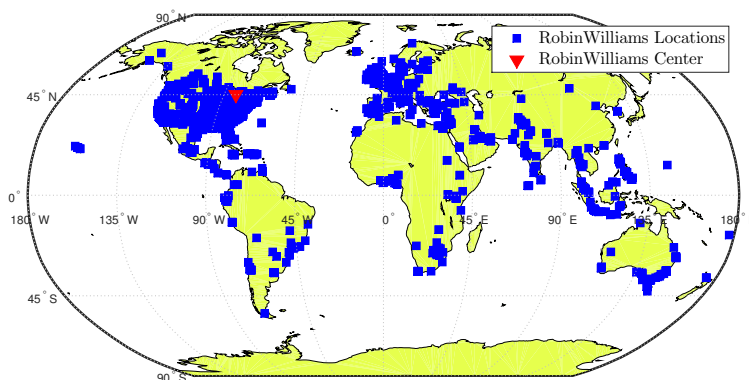 90° N
RobinWilliams Locations
RobinWilliams Center
45° N
0°
180° W
135° W
90° W
45° W
0°
45° E
90° E
180°
45° S
90° S